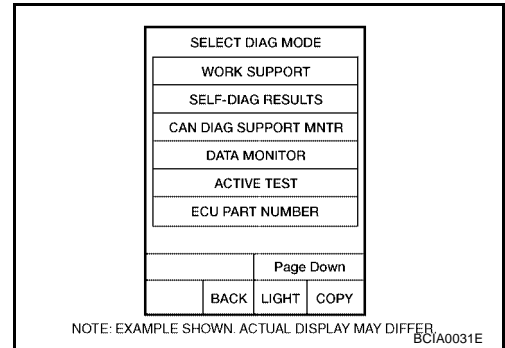 SELECT DIAG MODE
WORK SUPPORT
SELF-DIAG RESULTS
CAN DIAG SUPPORT MNTR
DATA MONITOR
ACTIVE TEST
ECU PART NUMBER
Page Down
BACK LIGHT COPY
NOTE: EXAMPLE SHOWN. ACTUAL DISPLAY MAY DIFFER.
BCIA0031E